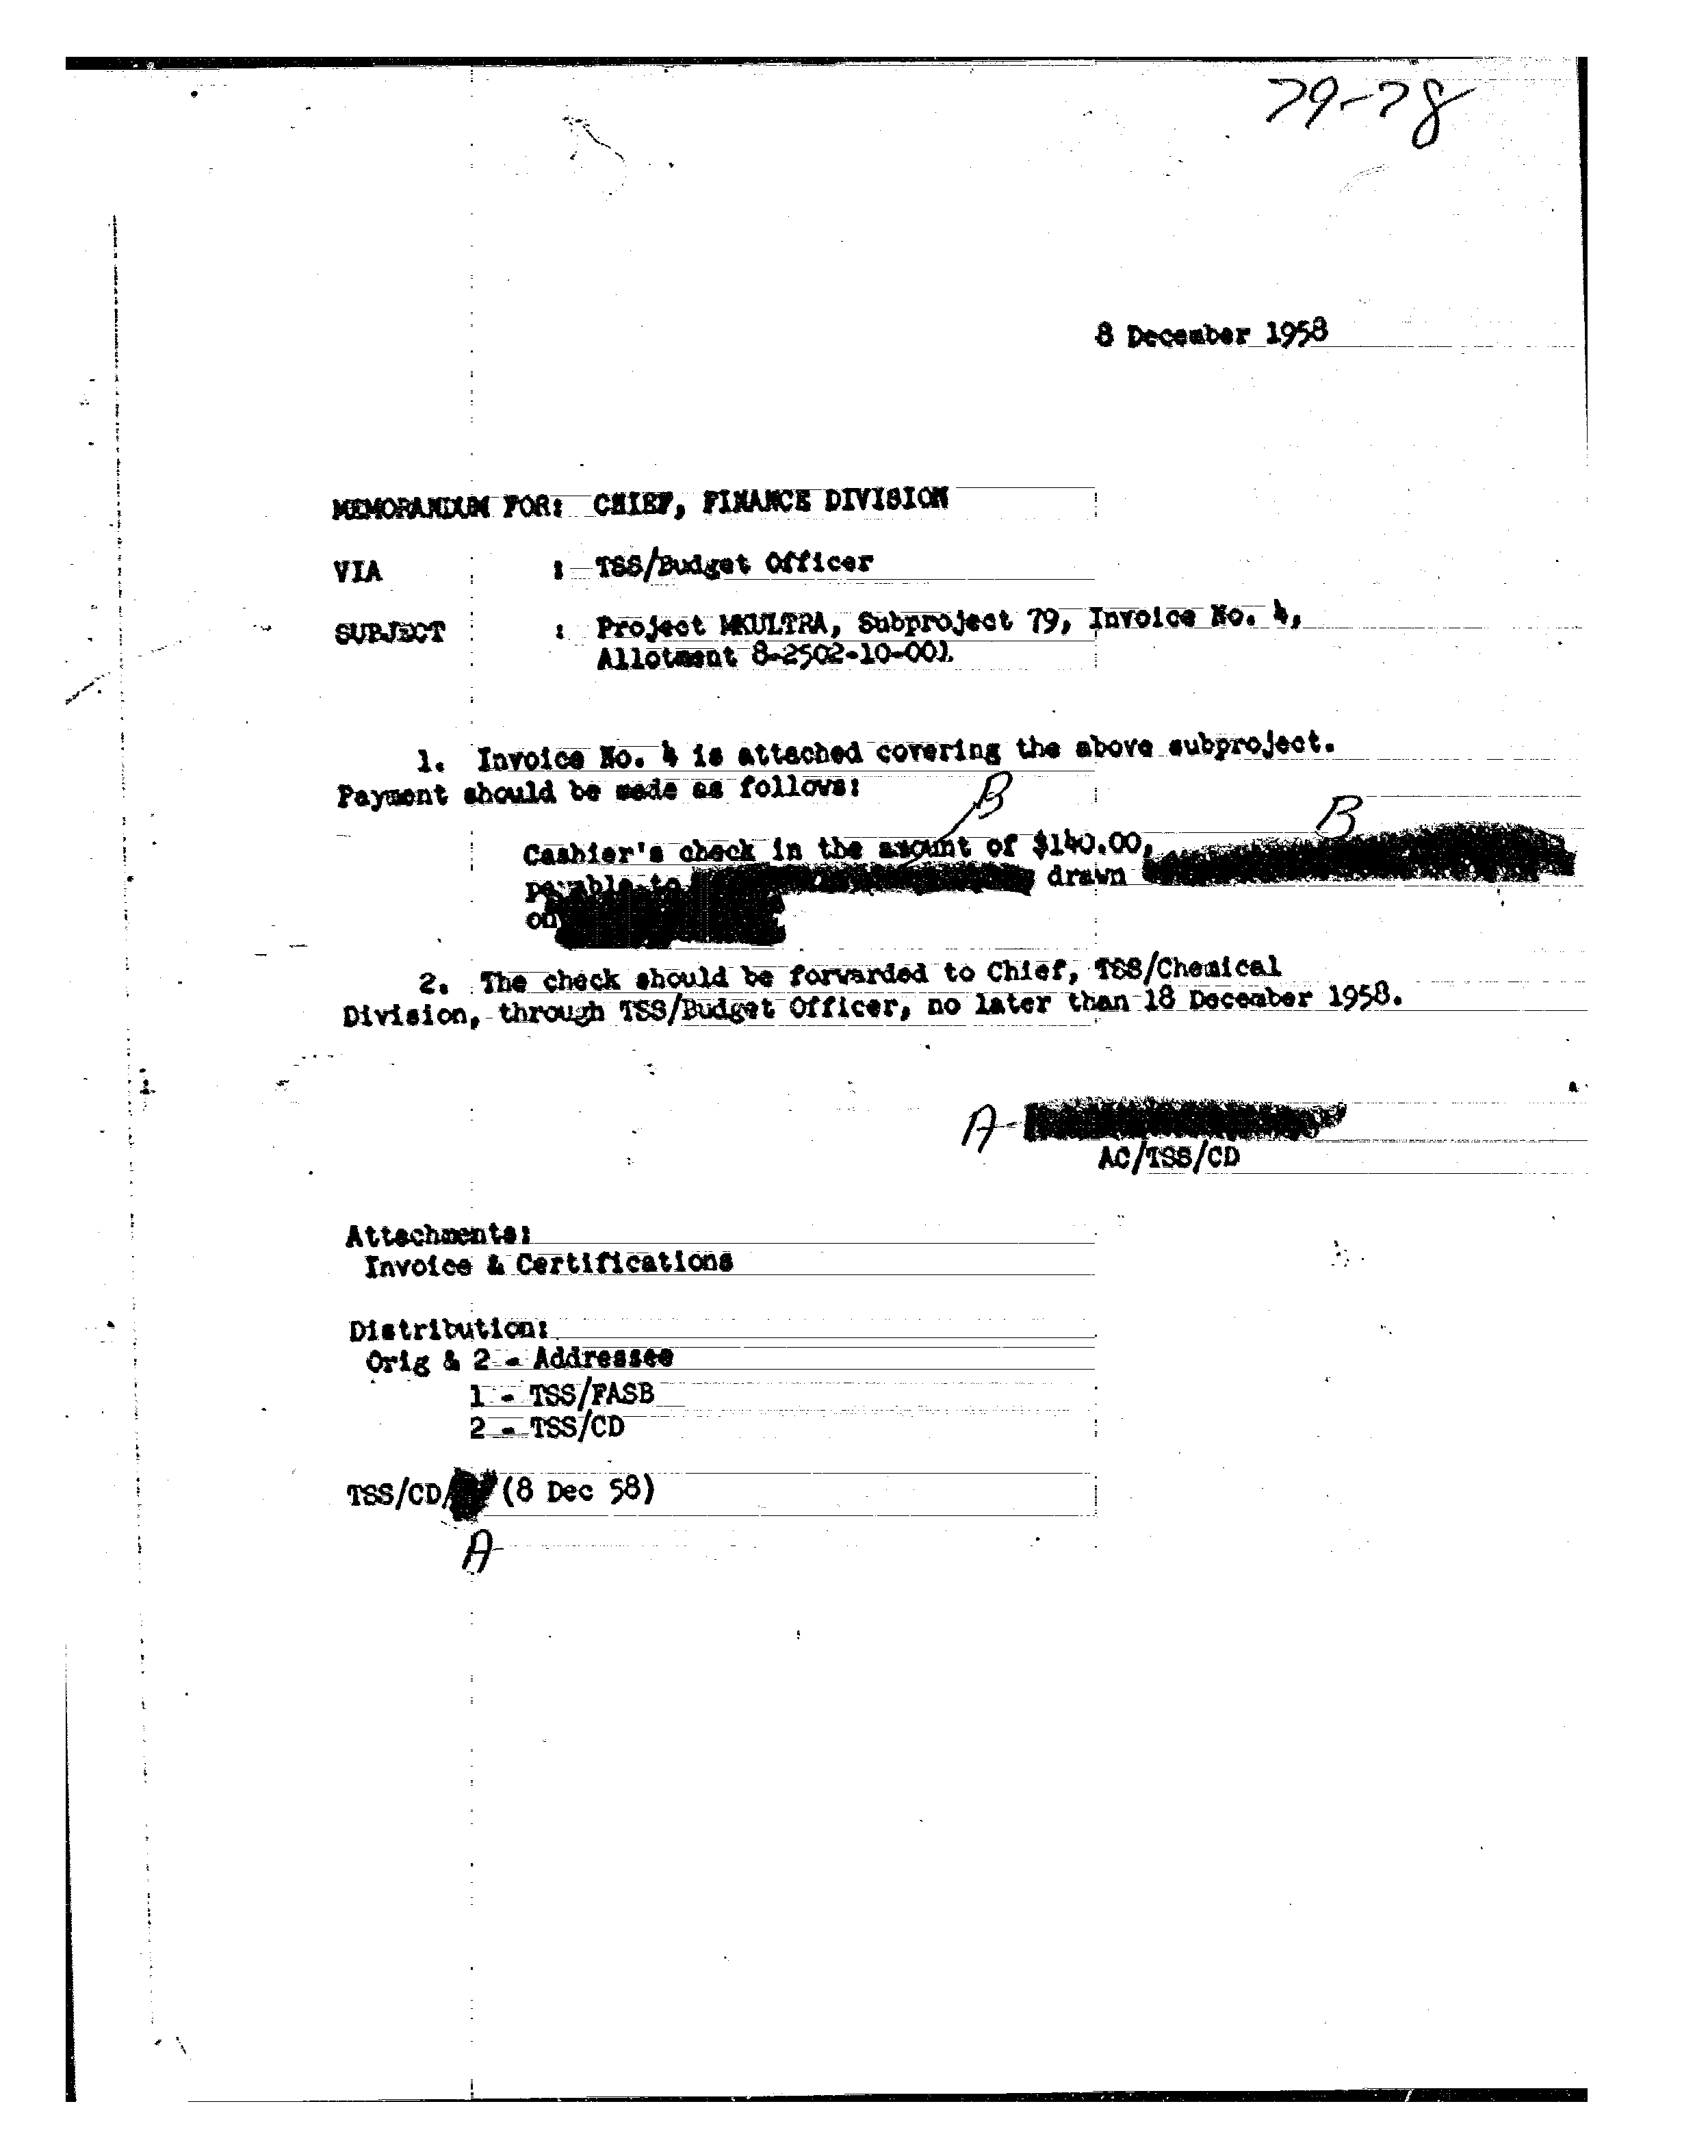 79-78
8 December 1958
MEMORANDUM FOR: CHIEF, FINANCE DIVISION
VIA : TSS/Budget Officer
SUBJECT : Project MKULTRA, Subproject 79, Invoice No. 4,
Allotment 8-2502-10-001
1. Invoice No. 4 is attached covering the above subproject.
Payment should be made as follows:
B
B
Cashier's check in the amount of $140.00,
payable to drawn
on
2. The check should be forwarded to Chief, TSS/Chemical
Division, through TSS/Budget Officer, no later than 18 December 1958.
A
AC/TSS/CD
Attachments:
Invoice & Certifications
Distribution:
Orig & 2 - Addressee
1 - TSS/FASB
2 - TSS/CD
TSS/CD/ (8 Dec 58)
A